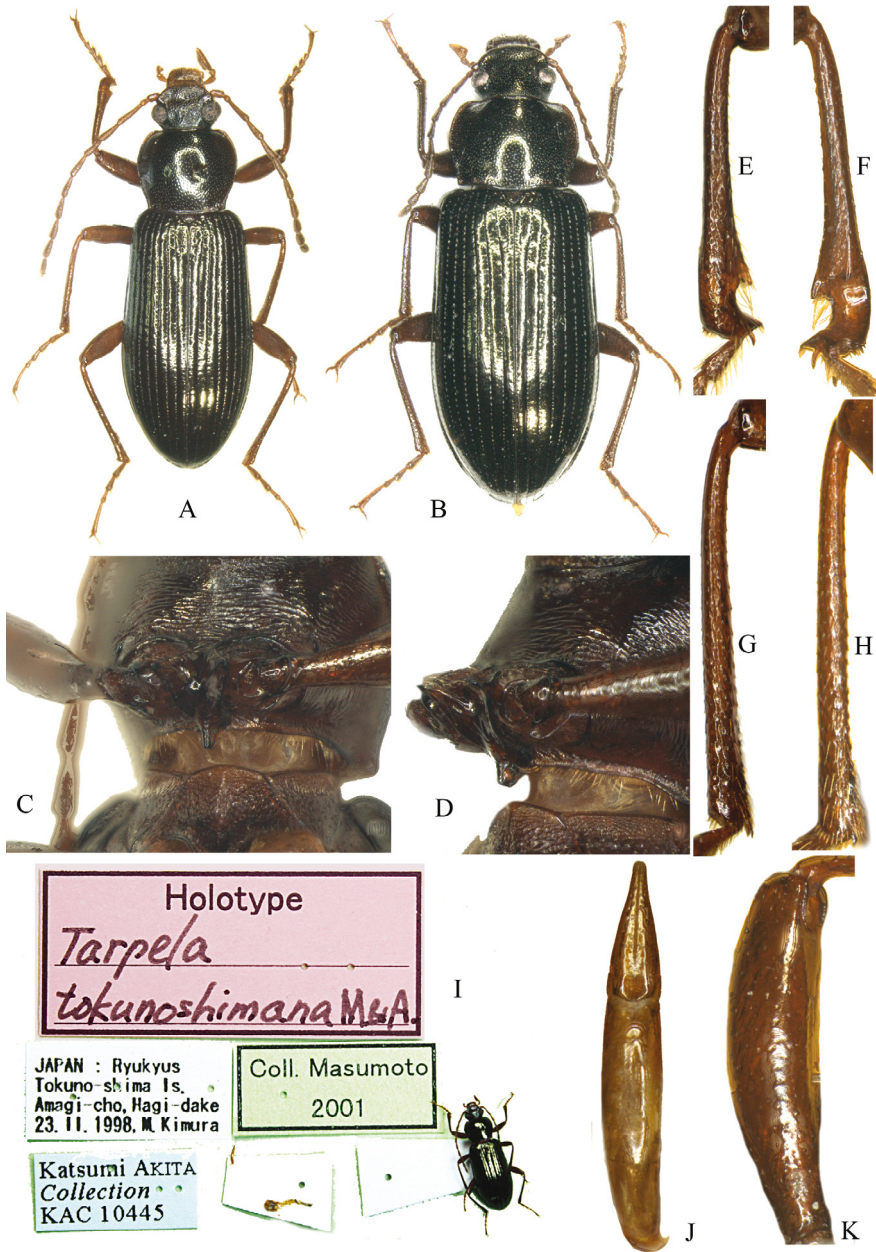 A
B
E
F
C
D
G
H
Holotype
Tarpela
tokunoshimana M.&A.
I
JAPAN : Ryukyus
Tokuno-shima Is.
Amagi-cho, Hagi-dake
23. II. 1998, M. Kimura
Coll. Masumoto
2001
Katsumi AKITA
Collection
KAC 10445
J
K